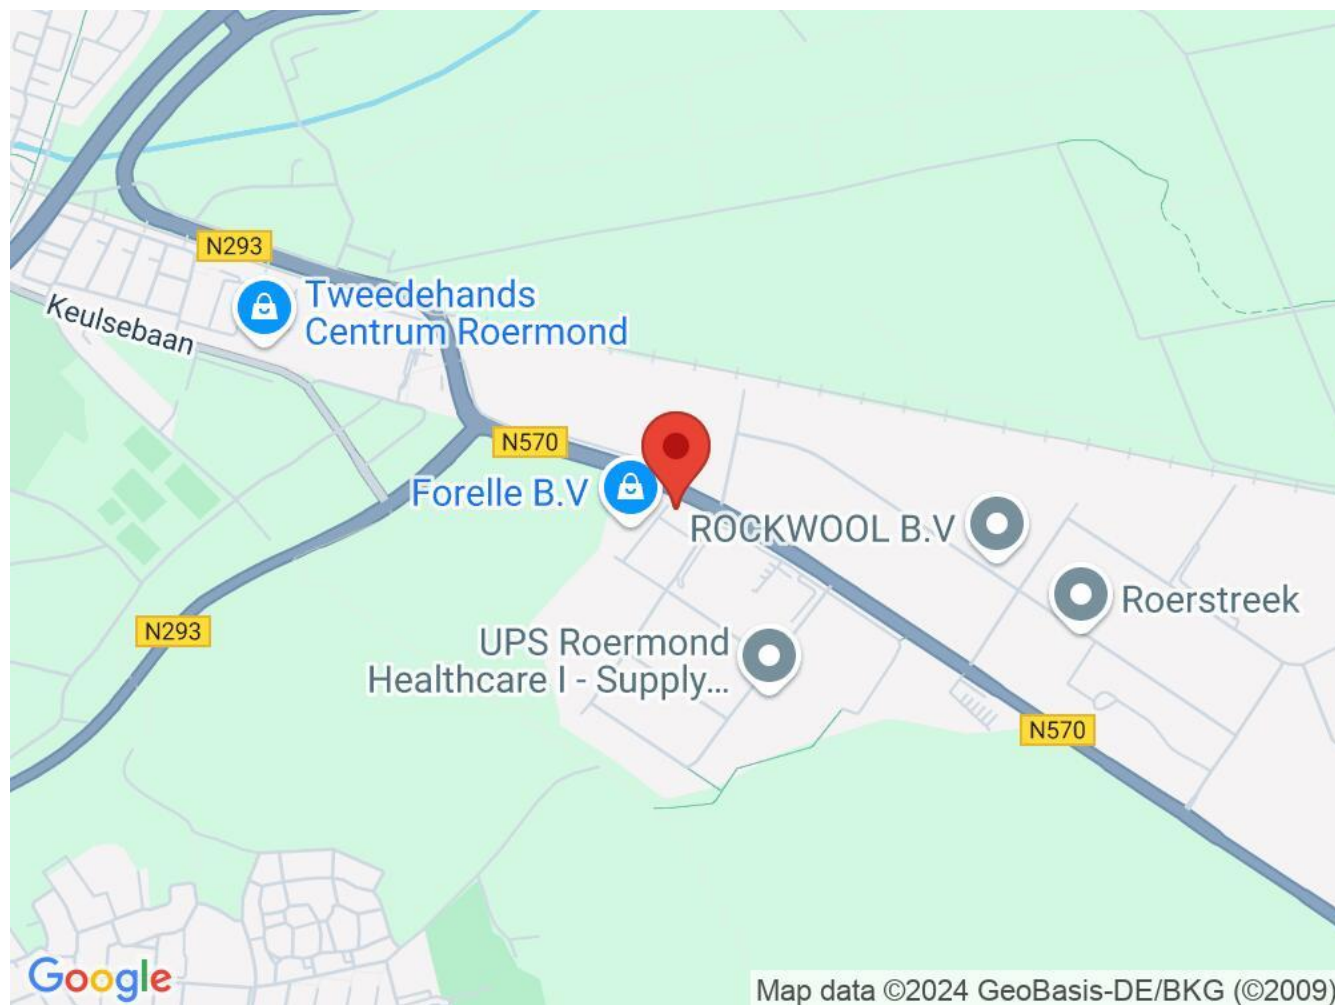 N293
Tweedehands
Centrum Roermond
Keulsebaan
N570
Forelle B.V
ROCKWOOL B.V
Roerstreek
N293
UPS Roermond
Healthcare I - Supply...
N570
Google
Map data ©2024 GeoBasis-DE/BKG (©2009)